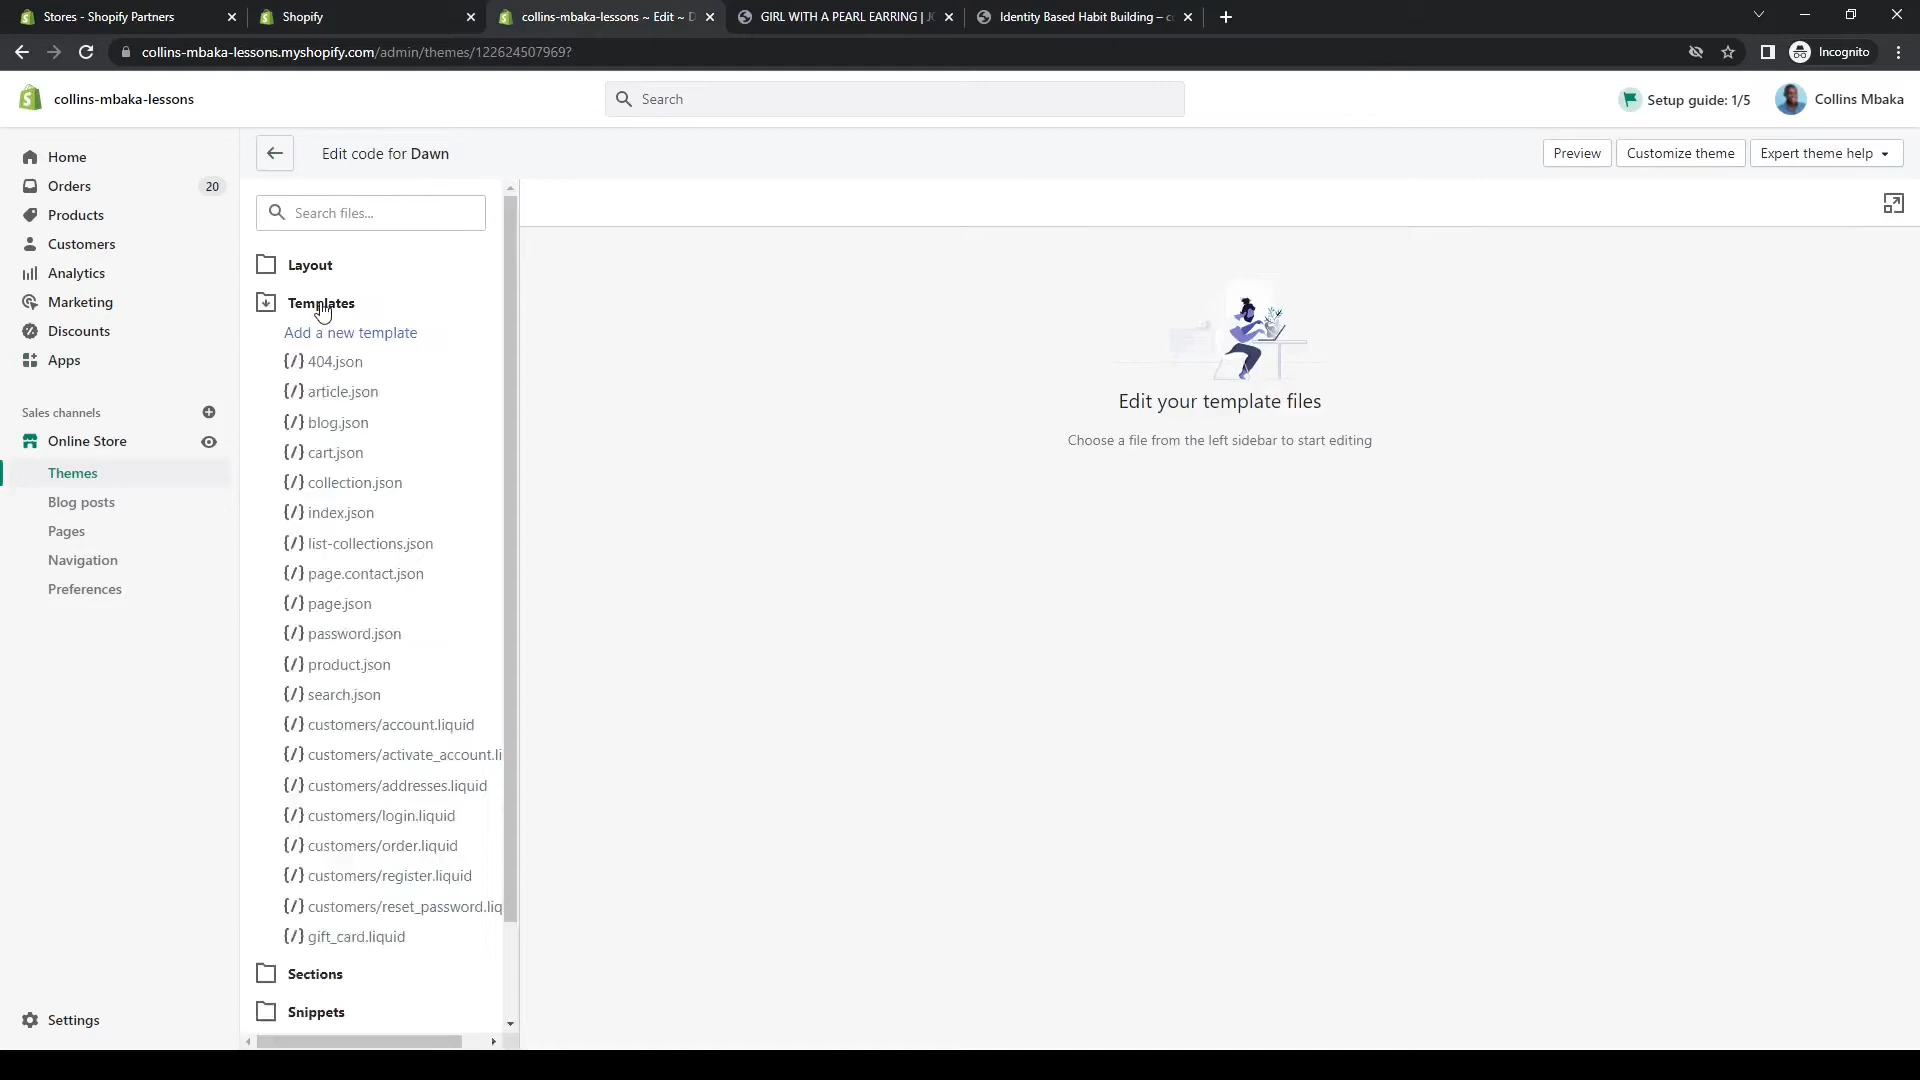 Stores - Shopify Partners
Shopify
collins-mbaka-lessons ~ Edit ~ D
GIRL WITH A PEARL EARRING |
Identity Based Habit Building –
collins-mbaka-lessons.myshopify.com/admin/themes/122624507969?
Incognito
collins-mbaka-lessons
Search
Setup guide: 1/5
Collins Mbaka
Home
Orders
20
Products
Customers
Analytics
Marketing
Discounts
Apps
Sales channels
Online Store
Themes
Blog posts
Pages
Navigation
Preferences
Settings
Edit code for Dawn
Preview
Customize theme
Expert theme help
Search files...
Layout
Templates
Add a new template
{/} 404.json
{/} article.json
{/} blog.json
{/} cart.json
{/} collection.json
{/} index.json
{/} list-collections.json
{/} page.contact.json
{/} page.json
{/} password.json
{/} product.json
{/} search.json
{/} customers/account.liquid
{/} customers/activate_account.li
{/} customers/addresses.liquid
{/} customers/login.liquid
{/} customers/order.liquid
{/} customers/register.liquid
{/} customers/reset_password.liq
{/} gift_card.liquid
Sections
Snippets
Edit your template files
Choose a file from the left sidebar to start editing